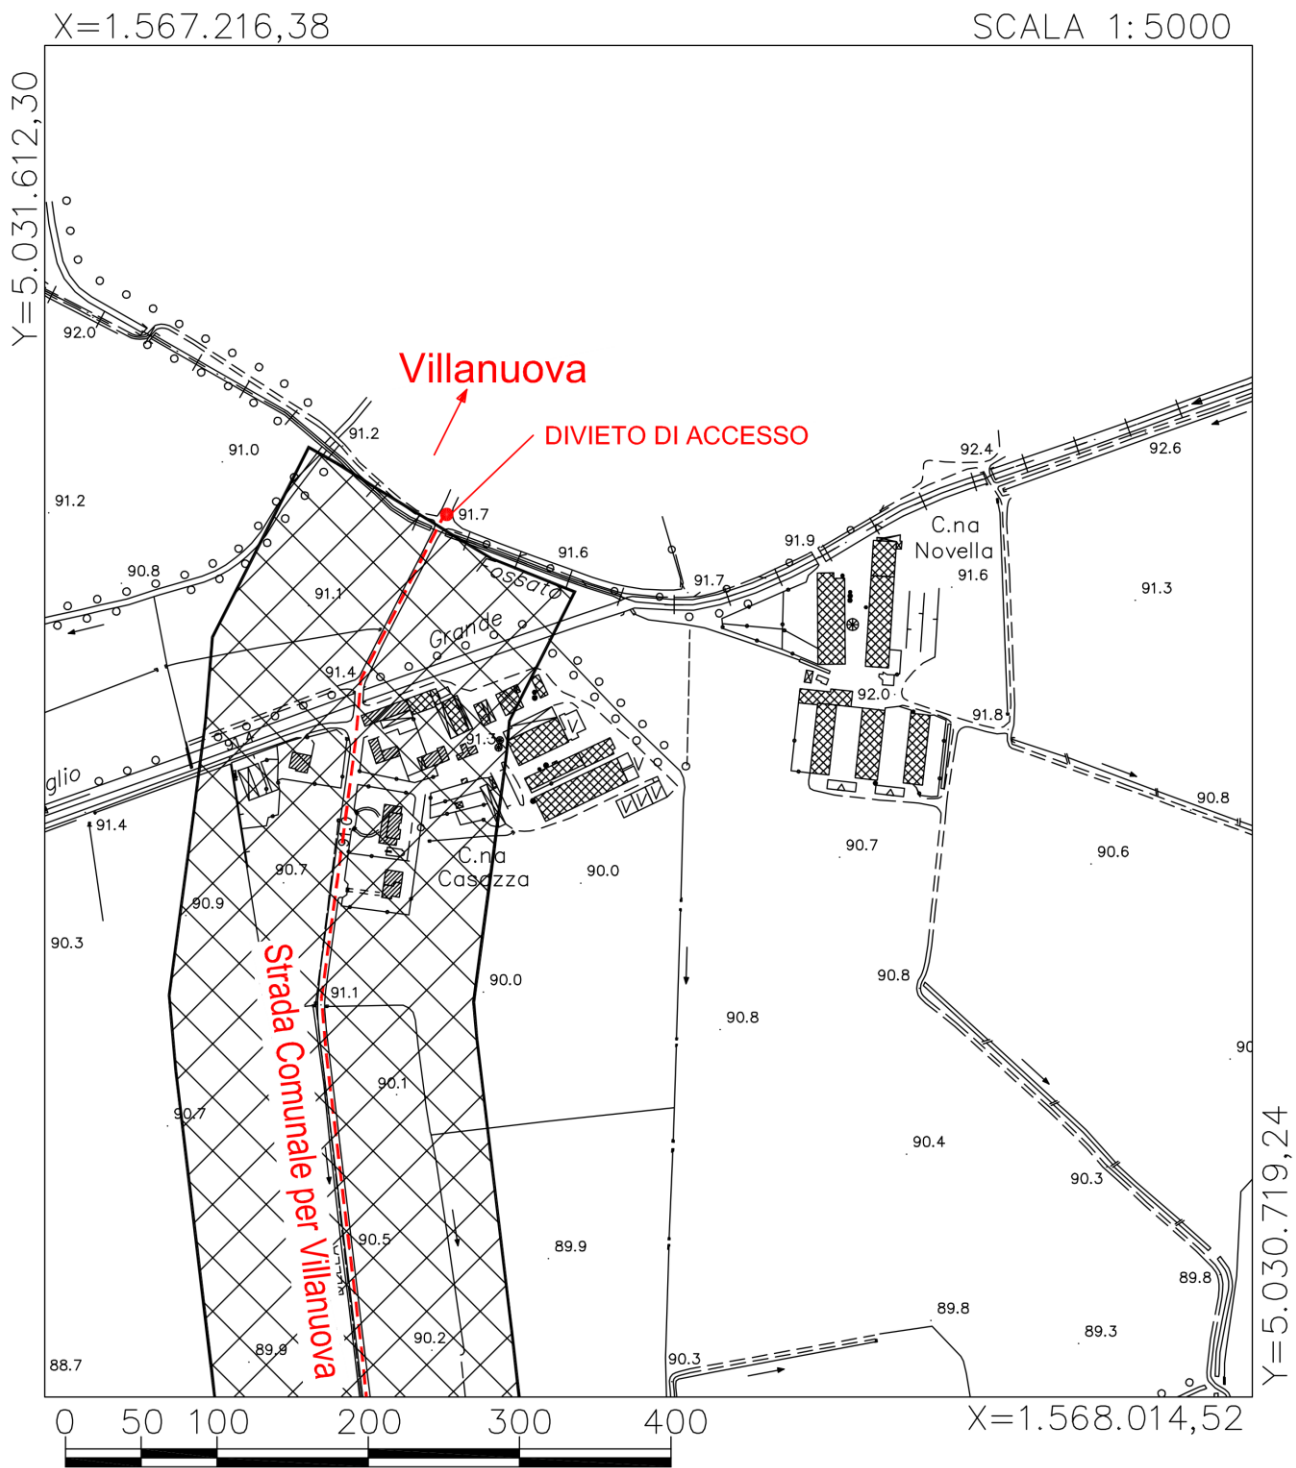 X=1.567.216,38
SCALA 1:5000
Y=5.031.612,30
92.0
Villanuova
DIVIETO DI ACCESSO
91.2
91.0
92.4
92.6
91.2
91.7
C.na
Novella
91.6
91.9
90.8
Fossato
91.7
91.6
91.3
91.1
Grande
91.4
92.0
91.8
91.3
glio
91.4
90.8
C.na
Casazza
90.7
90.0
90.7
90.6
90.9
90.3
Strada Comunale per Villanuova
90.0
90.8
91.1
90.8
90.1
90.7
90.4
90.3
90.5
89.9
89.8
89.8
90.2
89.9
89.3
88.7
90.3
Y=5.030.719,24
X=1.568.014,52
0 50 100 200 300 400